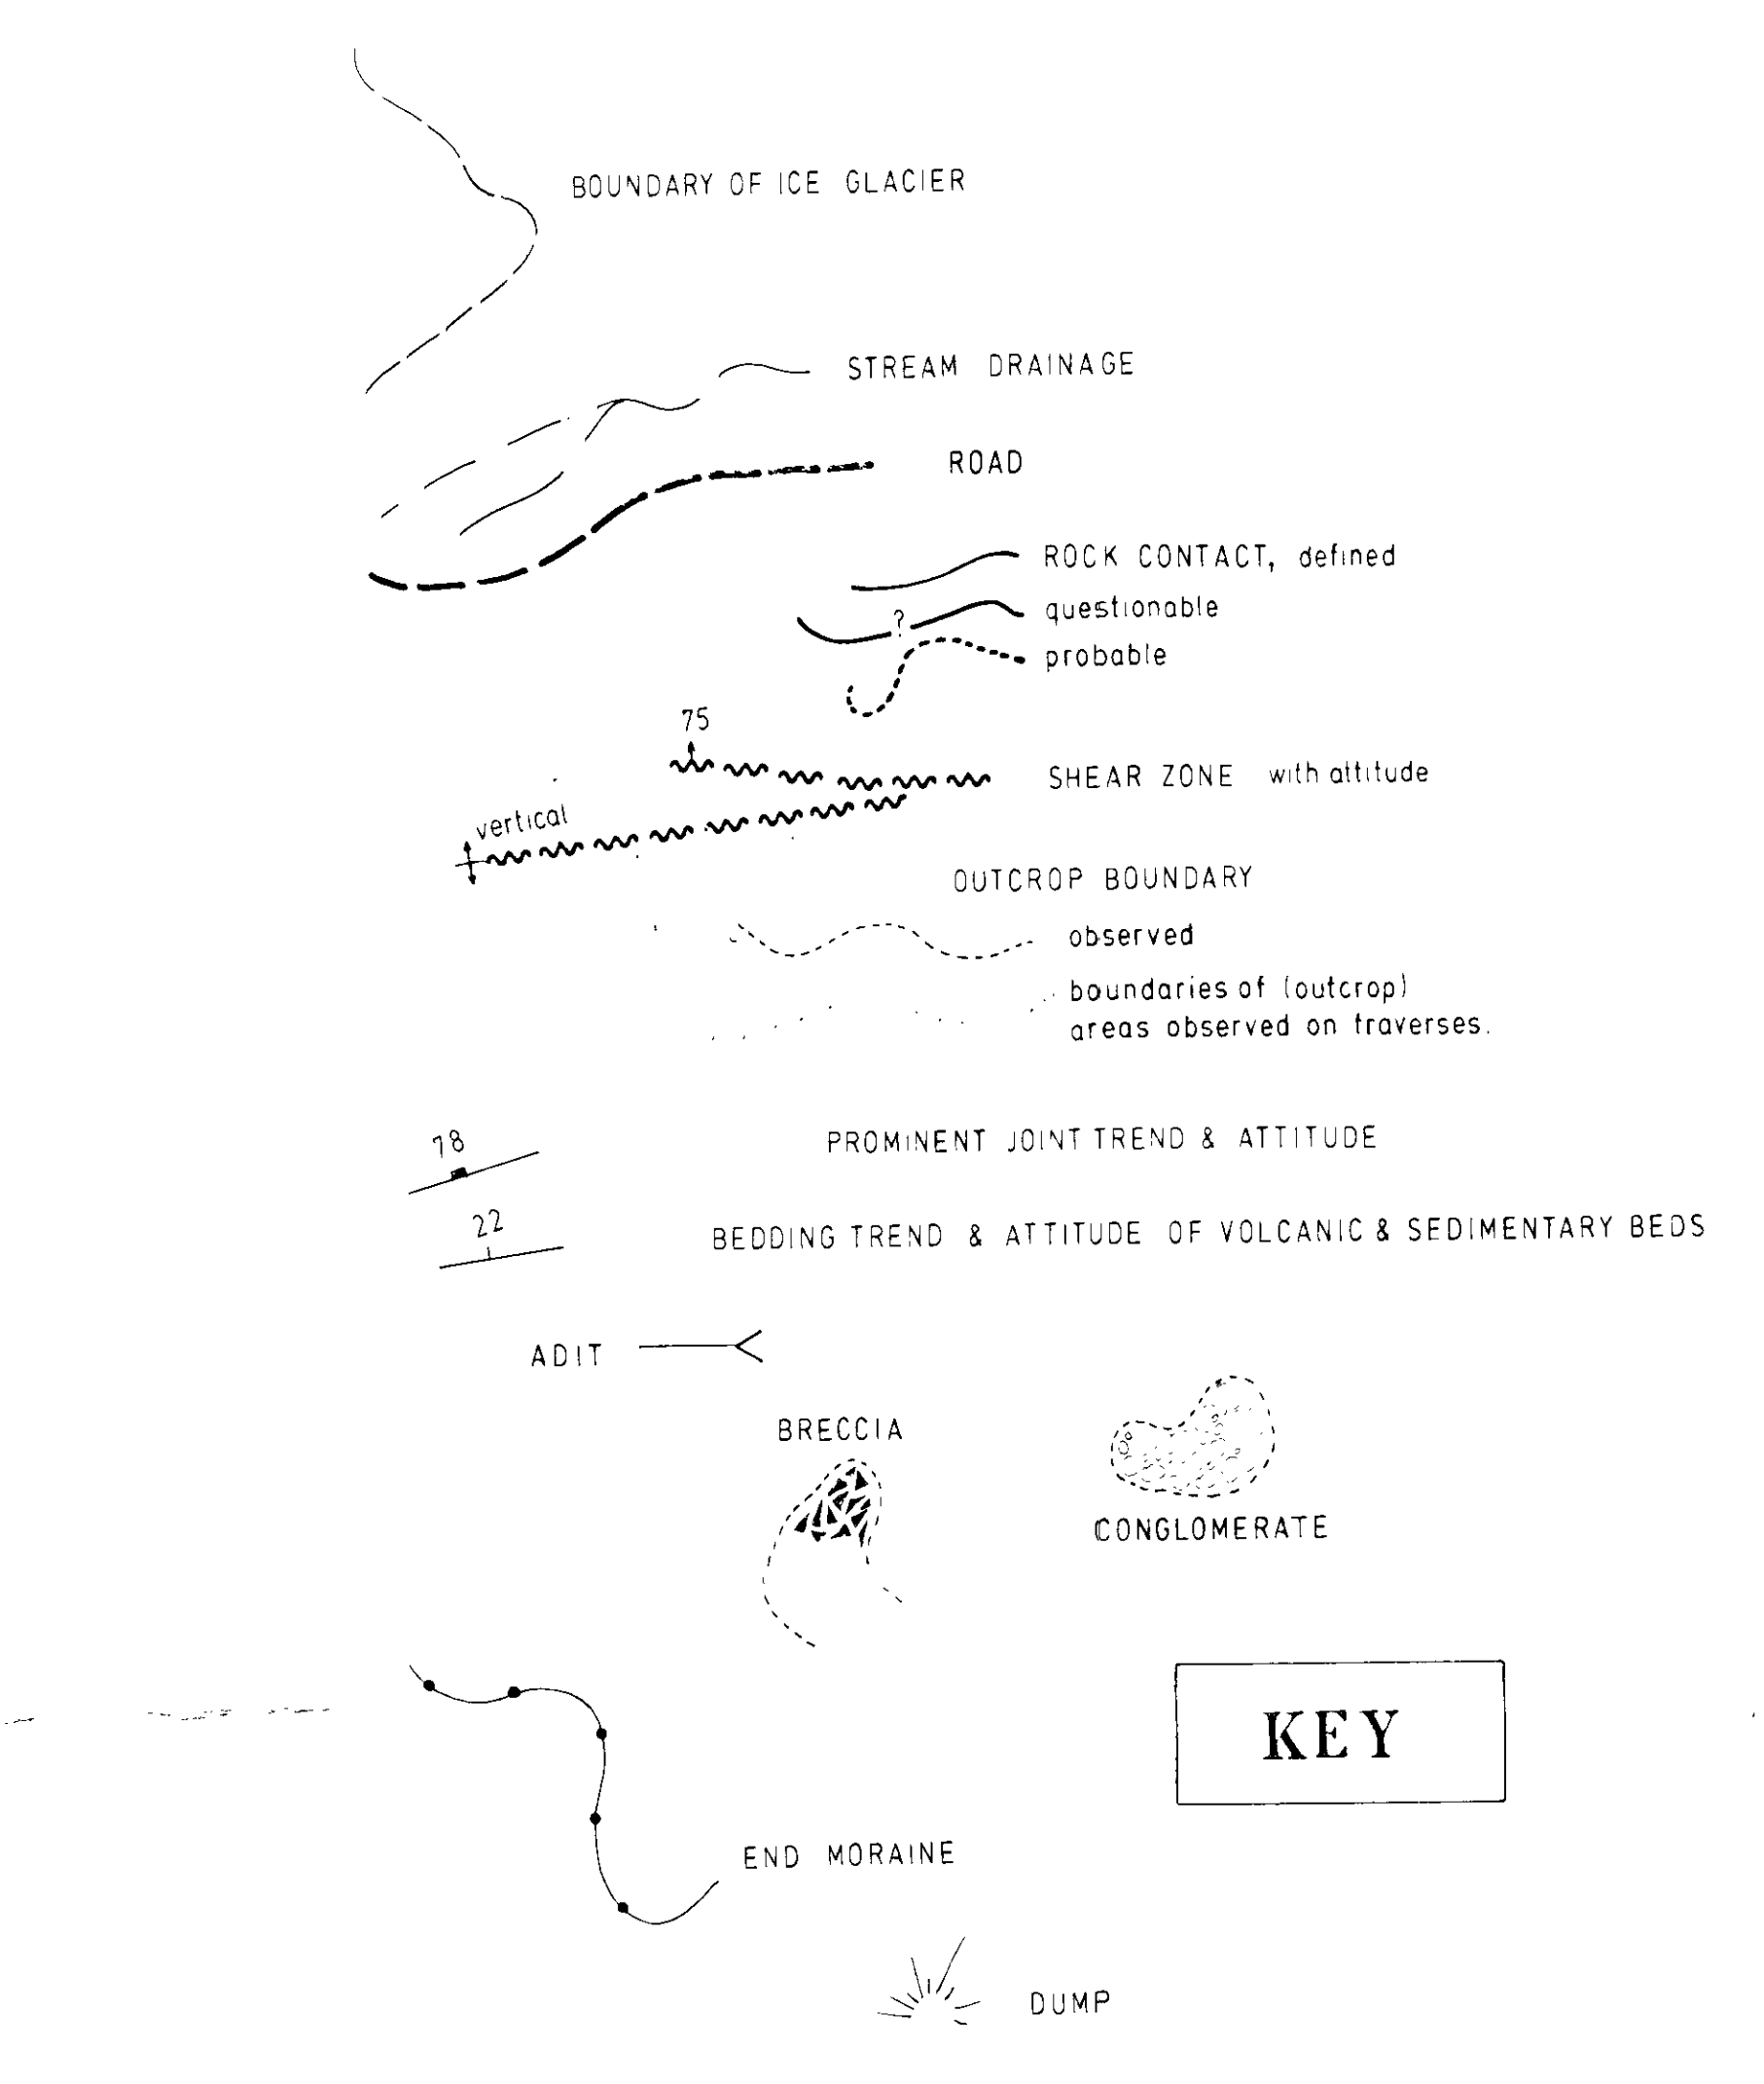 BOUNDARY OF ICE GLACIER
STREAM DRAINAGE
ROAD
ROCK CONTACT, defined
?
questionable
probable
75
SHEAR ZONE with attitude
vertical
OUTCROP BOUNDARY
observed
boundaries of (outcrop)
areas observed on traverses.
78
PROMINENT JOINT TREND & ATTITUDE
22
BEDDING TREND & ATTITUDE OF VOLCANIC & SEDIMENTARY BEDS
ADIT
BRECCIA
CONGLOMERATE
KEY
END MORAINE
DUMP